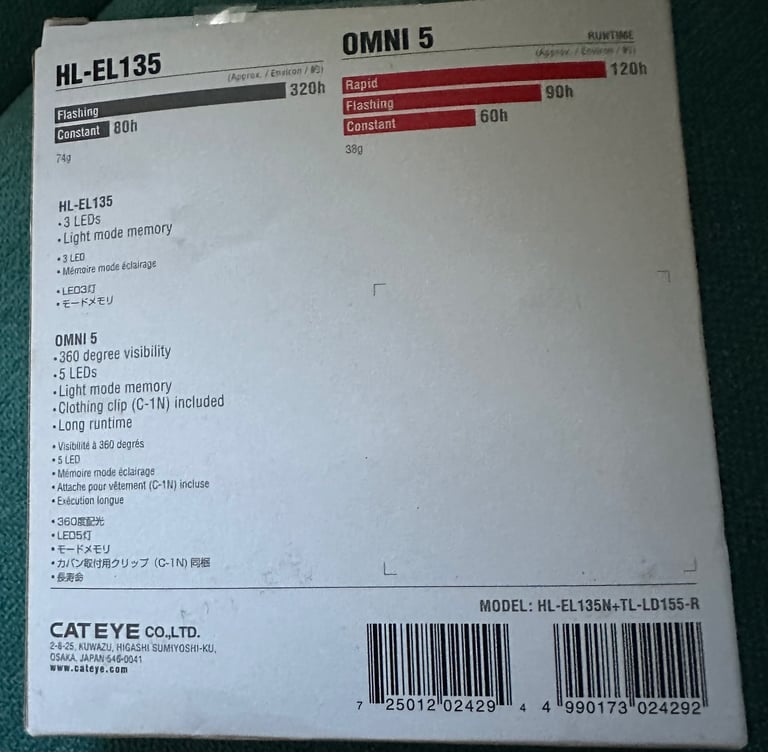 HL-EL135
(Approx. / Environ / 約)
Flashing 320h
Constant 80h
74g
OMNI 5
RUNTIME
(Approx. / Environ / 約)
Rapid 120h
Flashing 90h
Constant 60h
38g
HL-EL135
・3 LEDs
・Light mode memory
・3 LED
・Mémoire mode éclairage
・LED3灯
・モードメモリ
OMNI 5
・360 degree visibility
・5 LEDs
・Light mode memory
・Clothing clip (C-1N) included
・Long runtime
・Visibilité à 360 degrés
・5 LED
・Mémoire mode éclairage
・Attache pour vêtement (C-1N) incluse
・Exécution longue
・360度配光
・LED5灯
・モードメモリ
・カバン取付用クリップ (C-1N) 同梱
・長寿命
MODEL: HL-EL135N+TL-LD155-R
CATEYE CO.,LTD.
2-8-25, KUWAZU, HIGASHI SUMIYOSHI-KU,
OSAKA, JAPAN 546-0041
www.cateye.com
7 25012 02429 4
4 990173 024292